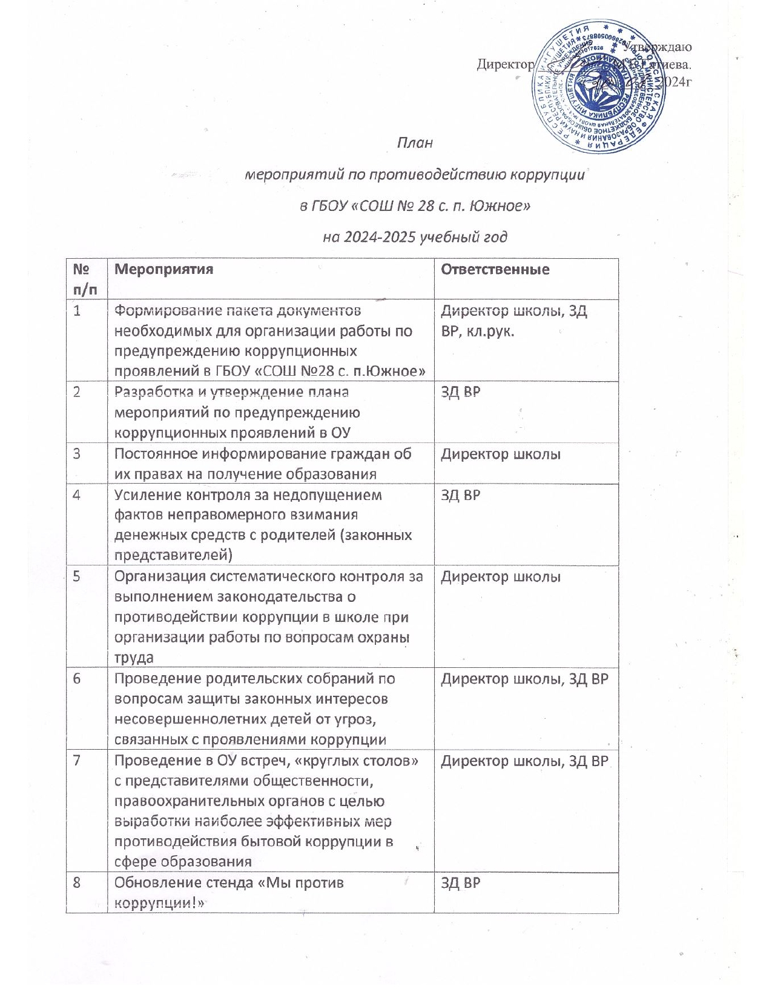 Утверждаю
Директор
2024г
План
мероприятий по противодействию коррупции
в ГБОУ «СОШ № 28 с. п. Южное»
на 2024-2025 учебный год
№ п/п Мероприятия Ответственные
1 Формирование пакета документов Директор школы, ЗД
необходимых для организации работы по ВР, кл.рук.
предупреждению коррупционных
проявлений в ГБОУ «СОШ №28 с. п.Южное»
2 Разработка и утверждение плана ЗД ВР
мероприятий по предупреждению
коррупционных проявлений в ОУ
3 Постоянное информирование граждан об Директор школы
их правах на получение образования
4 Усиление контроля за недопущением ЗД ВР
фактов неправомерного взимания
денежных средств с родителей (законных
представителей)
5 Организация систематического контроля за Директор школы
выполнением законодательства о
противодействии коррупции в школе при
организации работы по вопросам охраны
труда
6 Проведение родительских собраний по Директор школы, ЗД ВР
вопросам защиты законных интересов
несовершеннолетних детей от угроз,
связанных с проявлениями коррупции
7 Проведение в ОУ встреч, «круглых столов» Директор школы, ЗД ВР
с представителями общественности,
правоохранительных органов с целью
выработки наиболее эффективных мер
противодействия бытовой коррупции в
сфере образования
8 Обновление стенда «Мы против ЗД ВР
коррупции!»
РОССИЙСКАЯ ФЕДЕРАЦИЯ * РЕСПУБЛИКА ИНГУШЕТИЯ